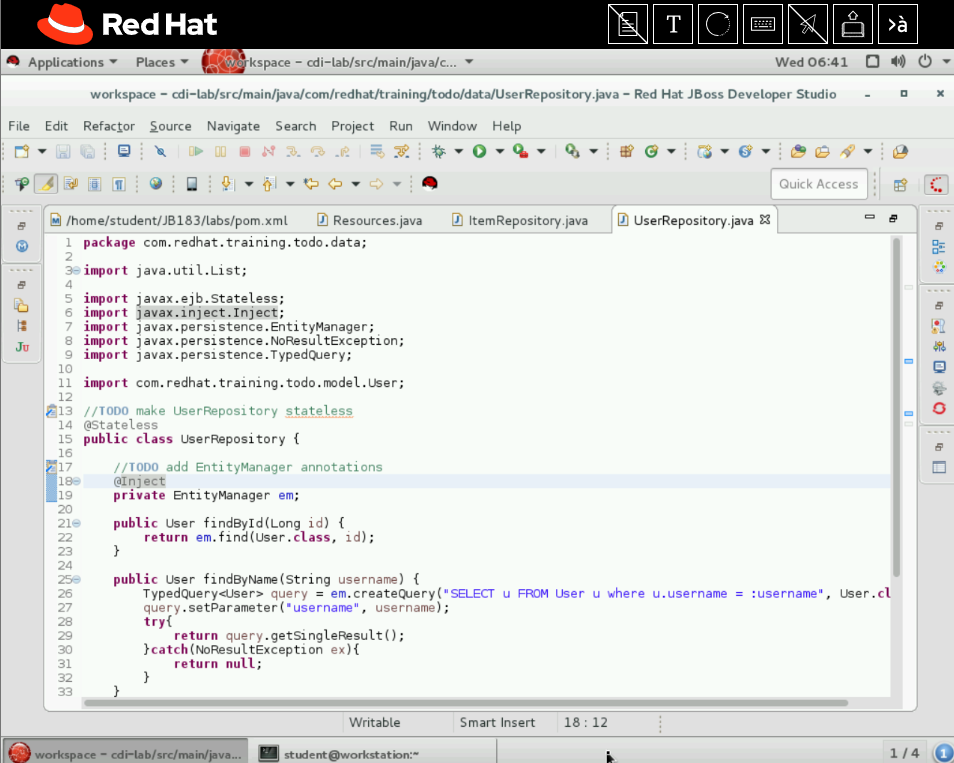 Red Hat
T
›à
Applications
Places
workspace – cdi-lab/src/main/java/c...
Wed 06:41
workspace – cdi-lab/src/main/java/com/redhat/training/todo/data/UserRepository.java – Red Hat JBoss Developer Studio
File Edit Refactor Source Navigate Search Project Run Window Help
Quick Access
/home/student/JB183/labs/pom.xml
Resources.java
ItemRepository.java
UserRepository.java
1 package com.redhat.training.todo.data;
2
3 import java.util.List;
4
5 import javax.ejb.Stateless;
6 import javax.inject.Inject;
7 import javax.persistence.EntityManager;
8 import javax.persistence.NoResultException;
9 import javax.persistence.TypedQuery;
10
11 import com.redhat.training.todo.model.User;
12
13 //TODO make UserRepository stateless
14 @Stateless
15 public class UserRepository {
16
17 //TODO add EntityManager annotations
18 @Inject
19 private EntityManager em;
20
21 public User findById(Long id) {
22 return em.find(User.class, id);
23 }
24
25 public User findByName(String username) {
26 TypedQuery<User> query = em.createQuery("SELECT u FROM User u where u.username = :username", User.cl
27 query.setParameter("username", username);
28 try{
29 return query.getSingleResult();
30 }catch(NoResultException ex){
31 return null;
32 }
33 }
Writable
Smart Insert
18 : 12
workspace – cdi-lab/src/main/java...
student@workstation:~
1 / 4
1